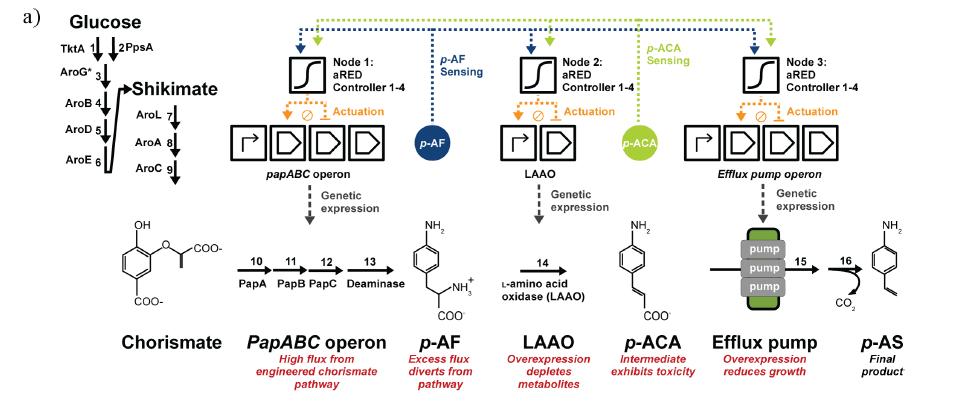 a)
Glucose
TktA 1
2 PpsA
AroG* 3
AroB 4
AroD 5
AroE 6
Shikimate
AroL 7
AroA 8
AroC 9
Node 1:
aRED
Controller 1-4
Actuation
papABC operon
Genetic
expression
p-AF
Sensing
p-AF
Node 2:
aRED
Controller 1-4
Actuation
LAAO
Genetic
expression
p-ACA
Sensing
p-ACA
Node 3:
aRED
Controller 1-4
Actuation
Efflux pump operon
Genetic
expression
OH
O
COO-
COO-
10
PapA
11
PapB
12
PapC
13
Deaminase
NH2
NH3+
COO-
14
L-amino acid
oxidase (LAAO)
NH2
COO-
pump
pump
pump
15
16
CO2
NH2
Chorismate
PapABC operon
High flux from
engineered chorismate
pathway
p-AF
Excess flux
diverts from
pathway
LAAO
Overexpression
depletes
metabolites
p-ACA
Intermediate
exhibits toxicity
Efflux pump
Overexpression
reduces growth
p-AS
Final
product